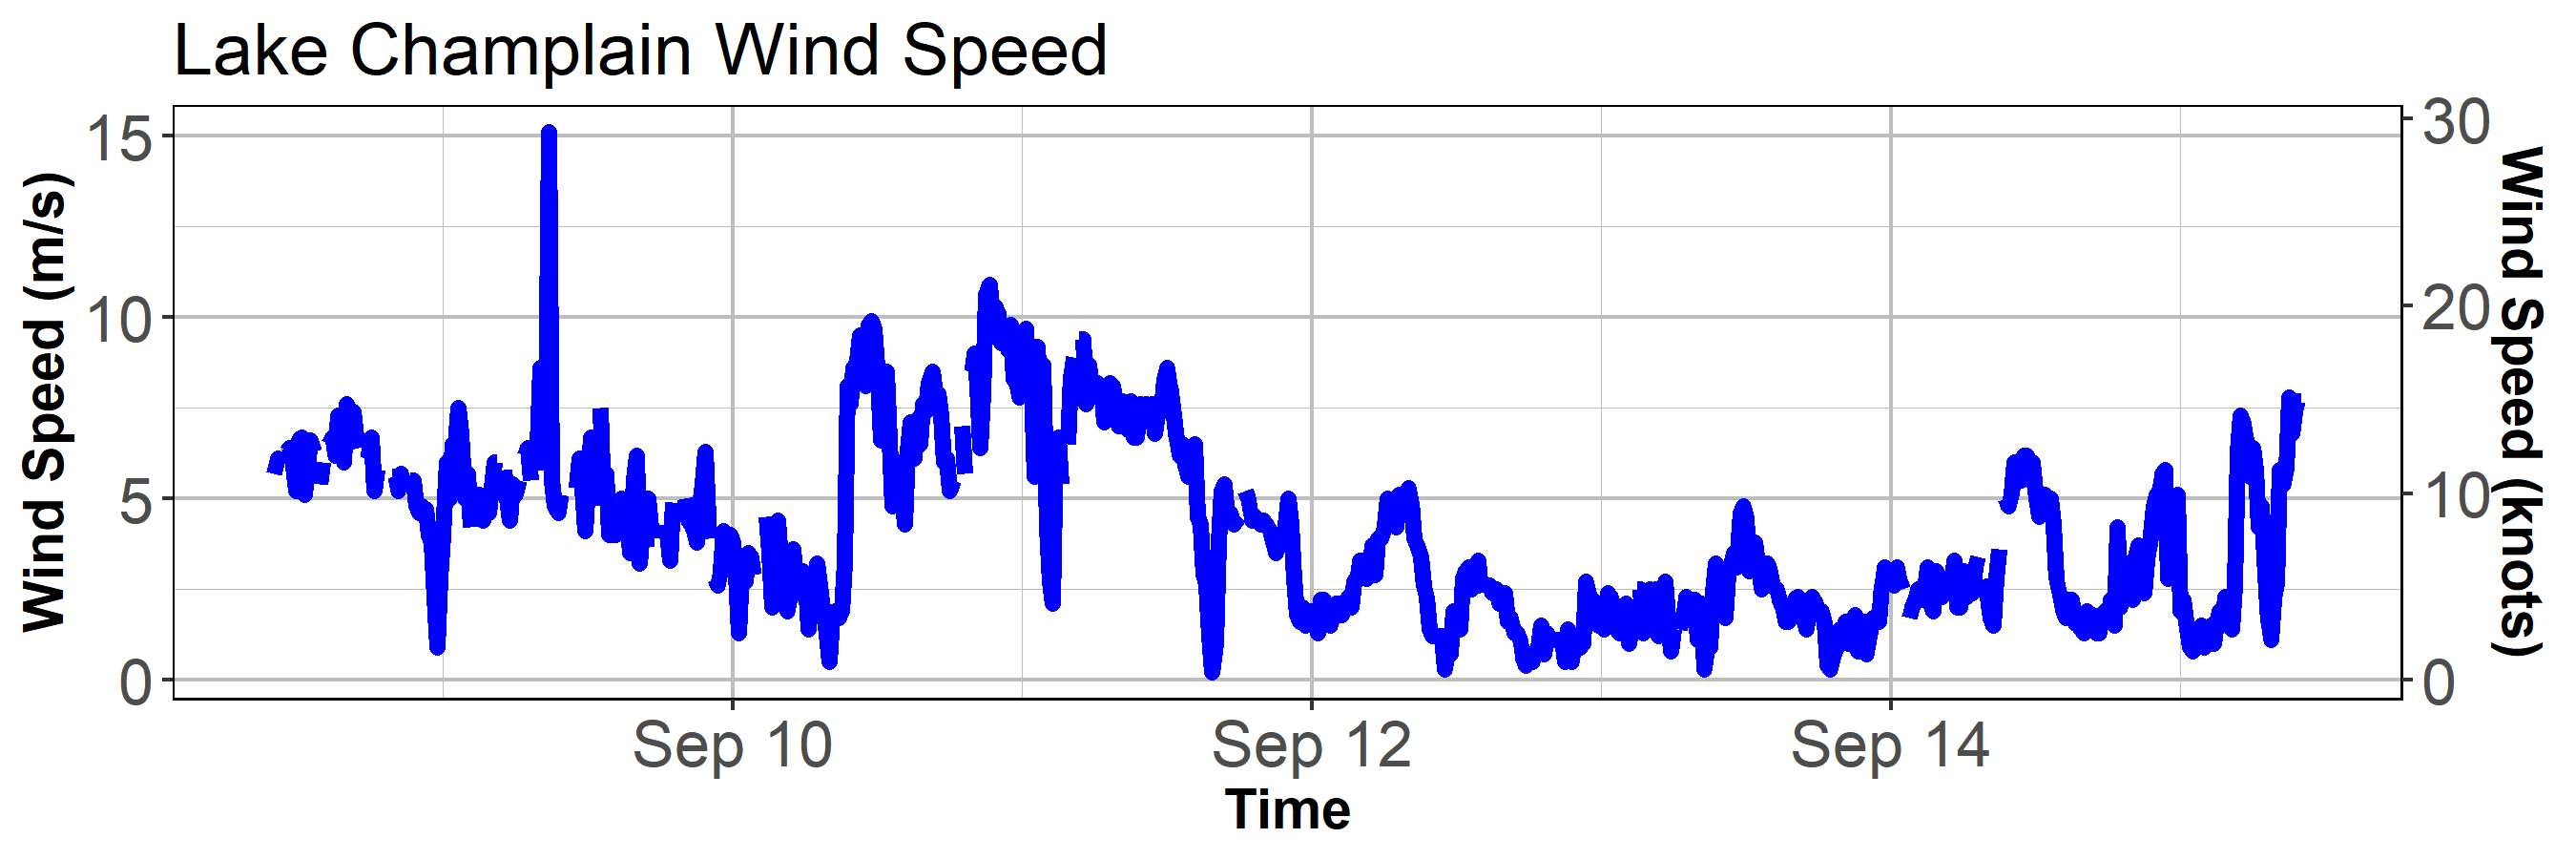 Lake Champlain Wind Speed
Wind Speed (m/s)
15
10
5
0
30
20
10
0
Wind Speed (knots)
Sep 10
Sep 12
Sep 14
Time